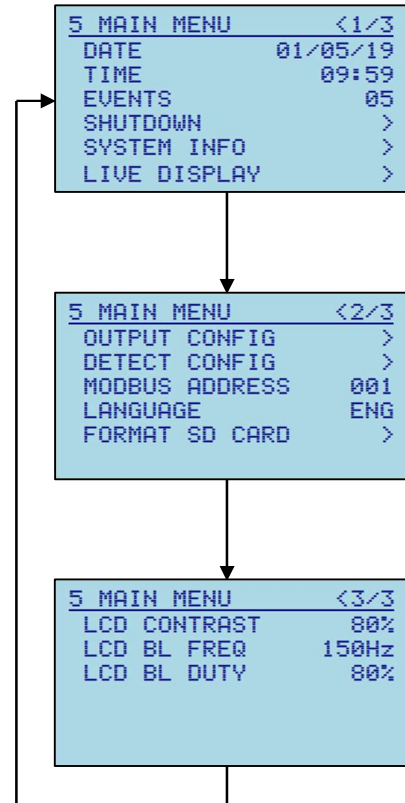 5 MAIN MENU <1/3
DATE 01/05/19
TIME 09:59
EVENTS 05
SHUTDOWN >
SYSTEM INFO >
LIVE DISPLAY >
5 MAIN MENU <2/3
OUTPUT CONFIG >
DETECT CONFIG >
MODBUS ADDRESS 001
LANGUAGE ENG
FORMAT SD CARD >
5 MAIN MENU <3/3
LCD CONTRAST 80%
LCD BL FREQ 150Hz
LCD BL DUTY 80%